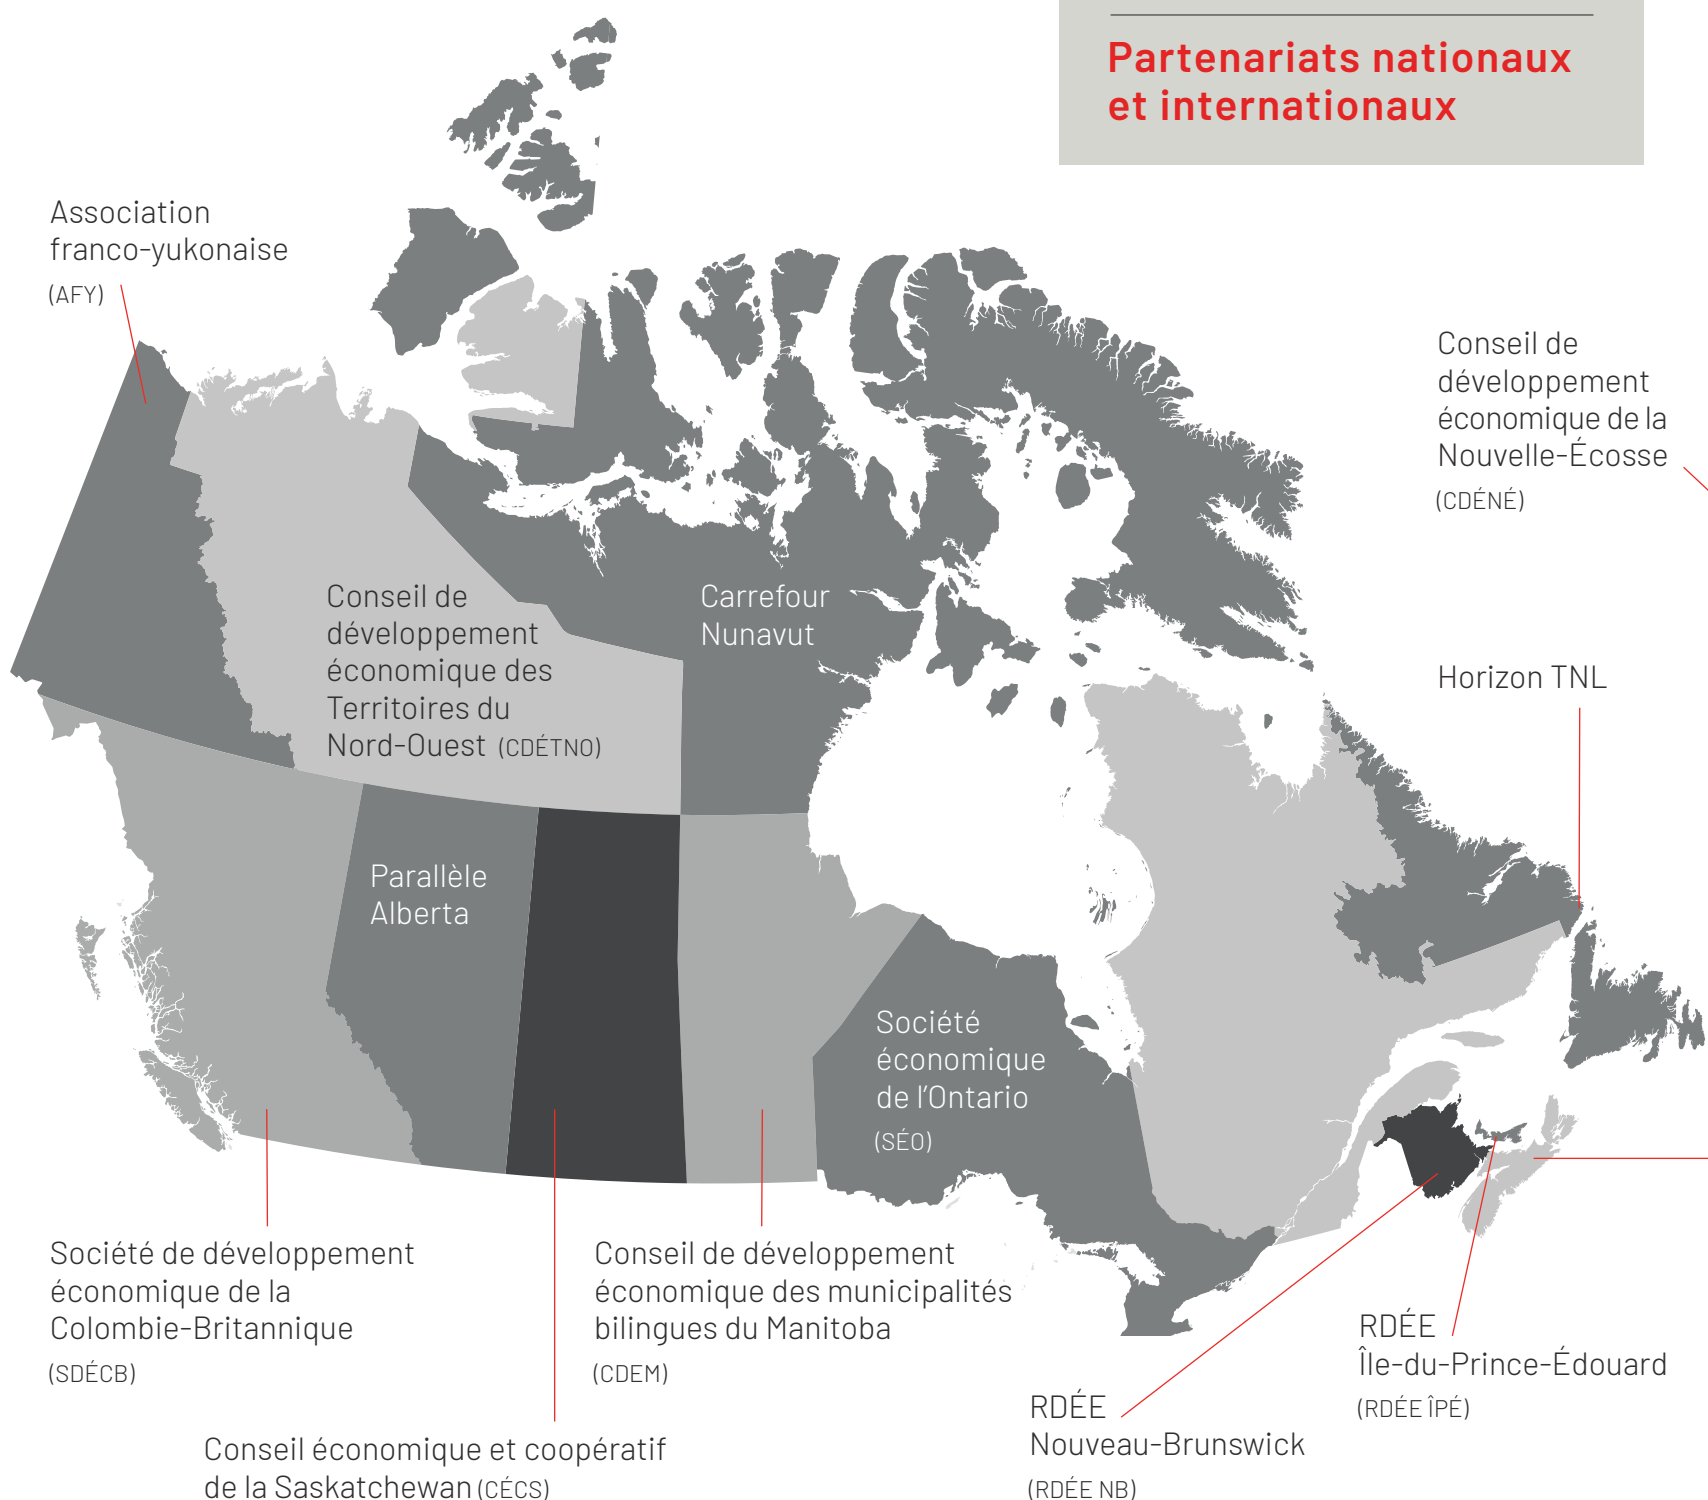 Partenariats nationaux
et internationaux
Association
franco-yukonaise
(AFY)
Conseil de
développement
économique de la
Nouvelle-Écosse
(CDÉNÉ)
Conseil de
développement
économique des
Territoires du
Nord-Ouest (CDÉTNO)
Carrefour
Nunavut
Horizon TNL
Parallèle
Alberta
Société
économique
de l'Ontario
(SÉO)
Société de développement
économique de la
Colombie-Britannique
(SDÉCB)
Conseil de développement
économique des municipalités
bilingues du Manitoba
(CDEM)
RDÉE
Île-du-Prince-Édouard
(RDÉE ÎPÉ)
RDÉE
Nouveau-Brunswick
(RDÉE NB)
Conseil économique et coopératif
de la Saskatchewan (CÉCS)